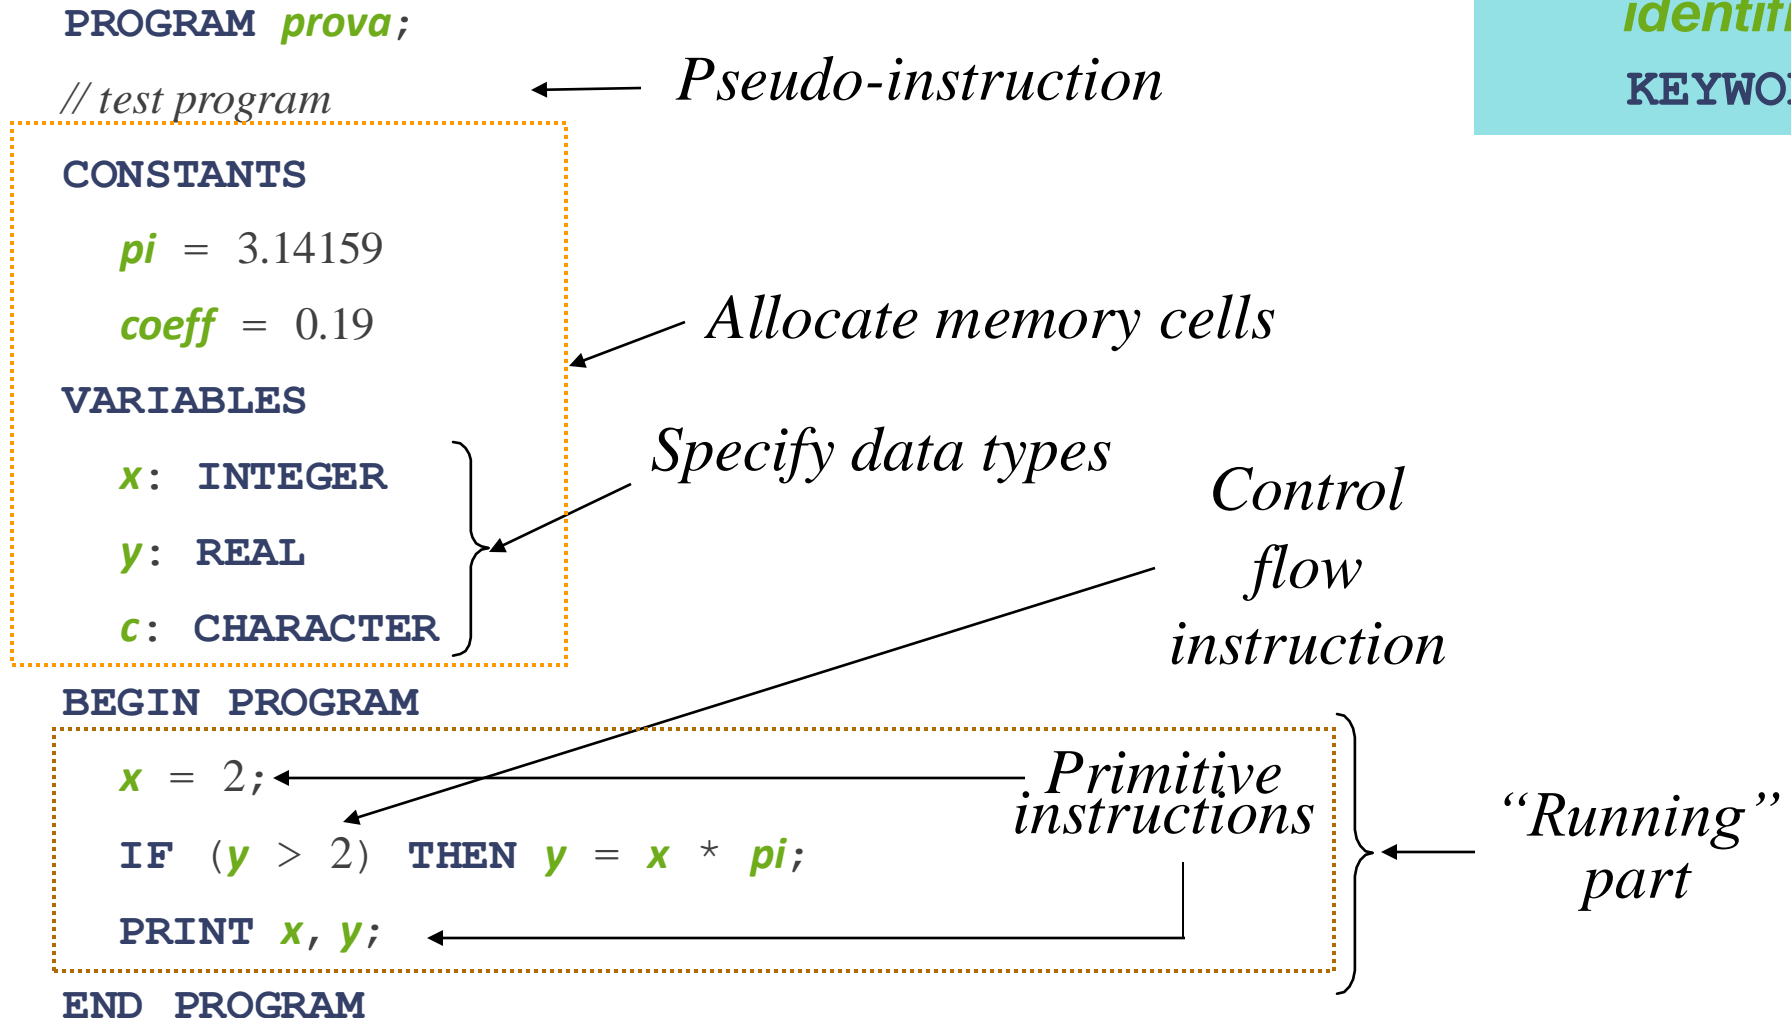 PROGRAM prova;
// test program
Pseudo-instruction
CONSTANTS
pi = 3.14159
coeff = 0.19
Allocate memory cells
VARIABLES
x: INTEGER
y: REAL
c: CHARACTER
Specify data types
Control
flow
instruction
BEGIN PROGRAM
x = 2;
IF (y > 2) THEN y = x * pi;
PRINT x, y;
Primitive
instructions
“Running”
part
END PROGRAM